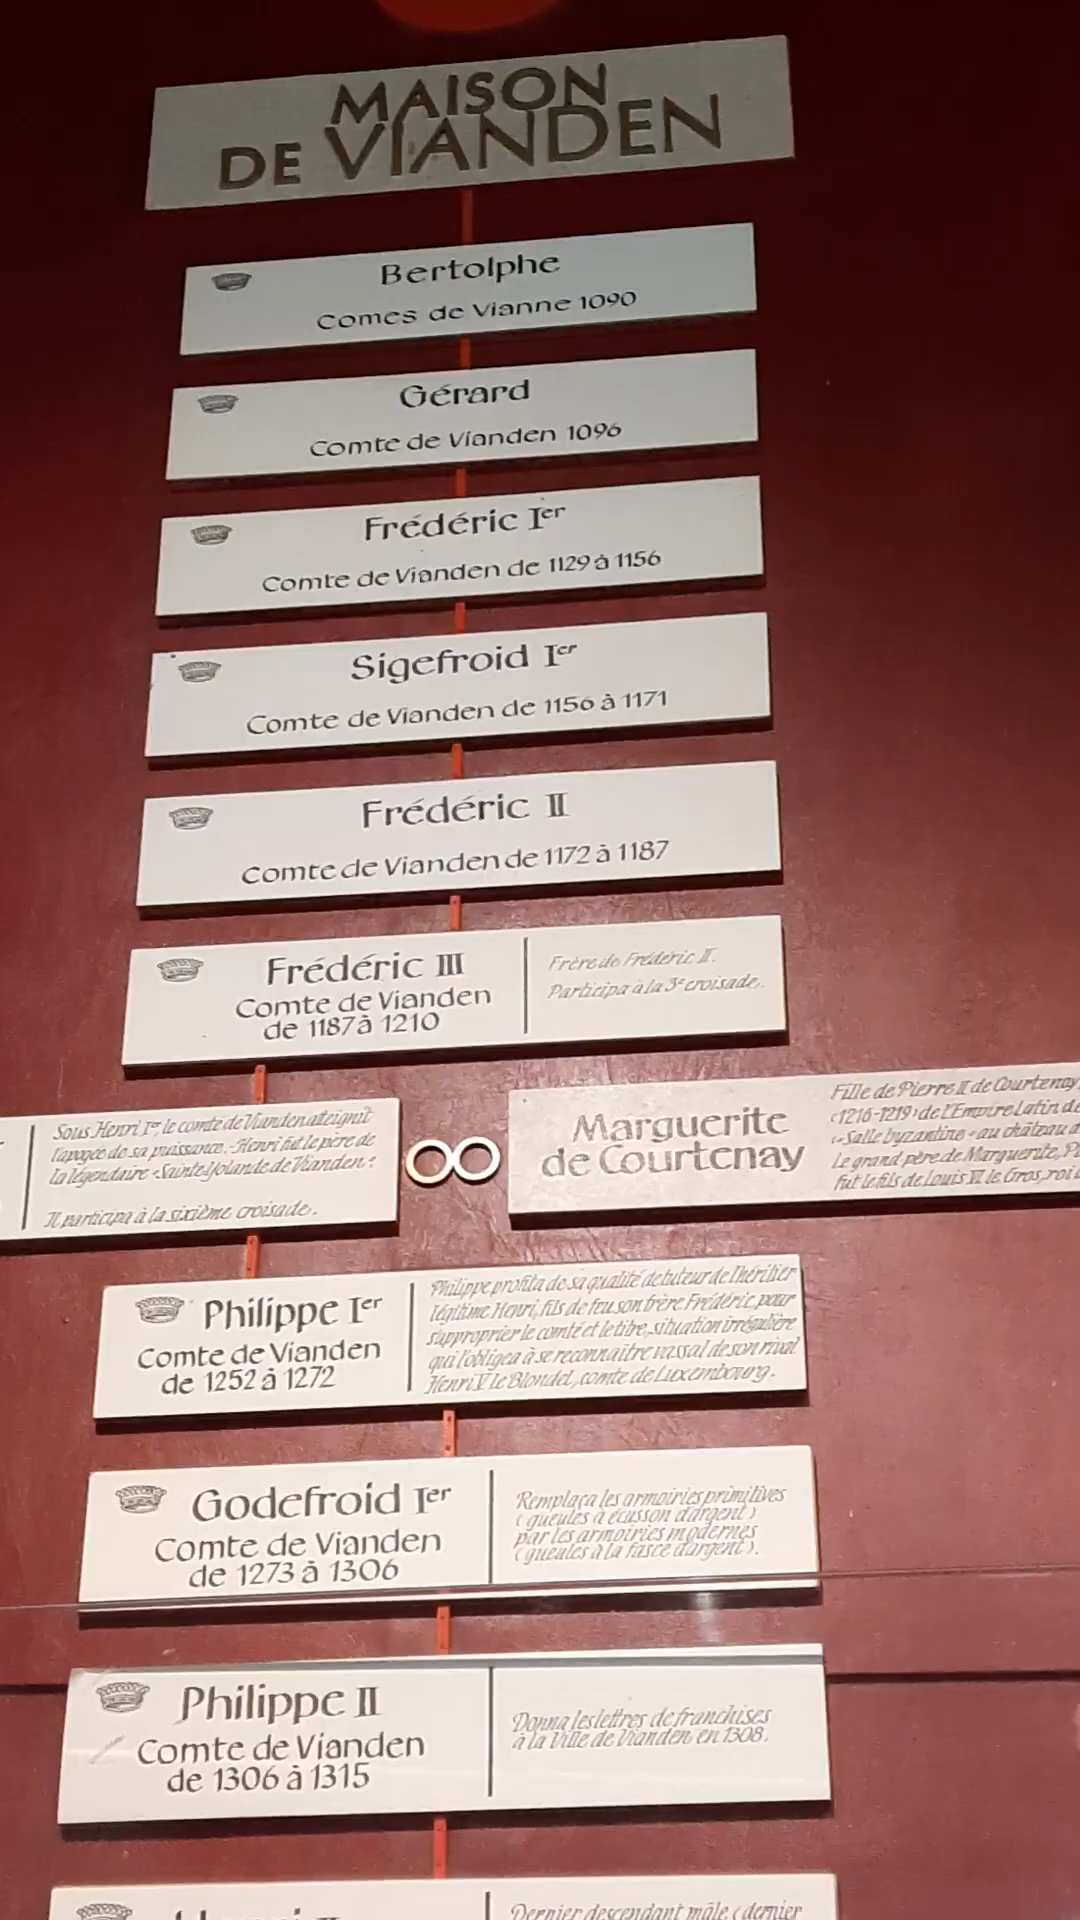 MAISON
DE VIANDEN
Bertolphe
Comes de Vianne 1090
Gérard
Comte de Vianden 1096
Frédéric Ier
Comte de Vianden de 1129 à 1156
Sigefroid Ier
Comte de Vianden de 1156 à 1171
Frédéric II
Comte de Vianden de 1172 à 1187
Frédéric III
Comte de Vianden
de 1187 à 1210
Frère de Frédéric II.
Participa à la 3e croisade.
Sous Henri Ier, le comté de Vianden atteignit
l'apogée de sa puissance. - Henri fut le père de
la légendaire «Sainte Yolande de Vianden».
Il participa à la sixième croisade.
Marguerite
de Courtenay
Fille de Pierre II de Courtenay,
(1216-1219) de l'Empire Latin de
(«Salle byzantine» au château d
Le grand père de Marguerite, Pi
fut le fils de Louis VI le Gros, roi
Philippe Ier
Comte de Vianden
de 1252 à 1272
Philippe profita de sa qualité de tuteur de l'héritier
légitime Henri, fils de feu son frère Frédéric, pour
s'approprier le comté et le titre, situation irrégulière
qui l'obligea à se reconnaître vassal de son rival
Henri V le Blondel, comte de Luxembourg.
Godefroid Ier
Comte de Vianden
de 1273 à 1306
Remplaça les armoiries primitives
(gueules à écusson d'argent)
par les armoiries modernes
(gueules à la fasce d'argent).
Philippe II
Comte de Vianden
de 1306 à 1315
Donna les lettres de franchises
à la Ville de Vianden en 1308.
Dernier descendant mâle (dernier